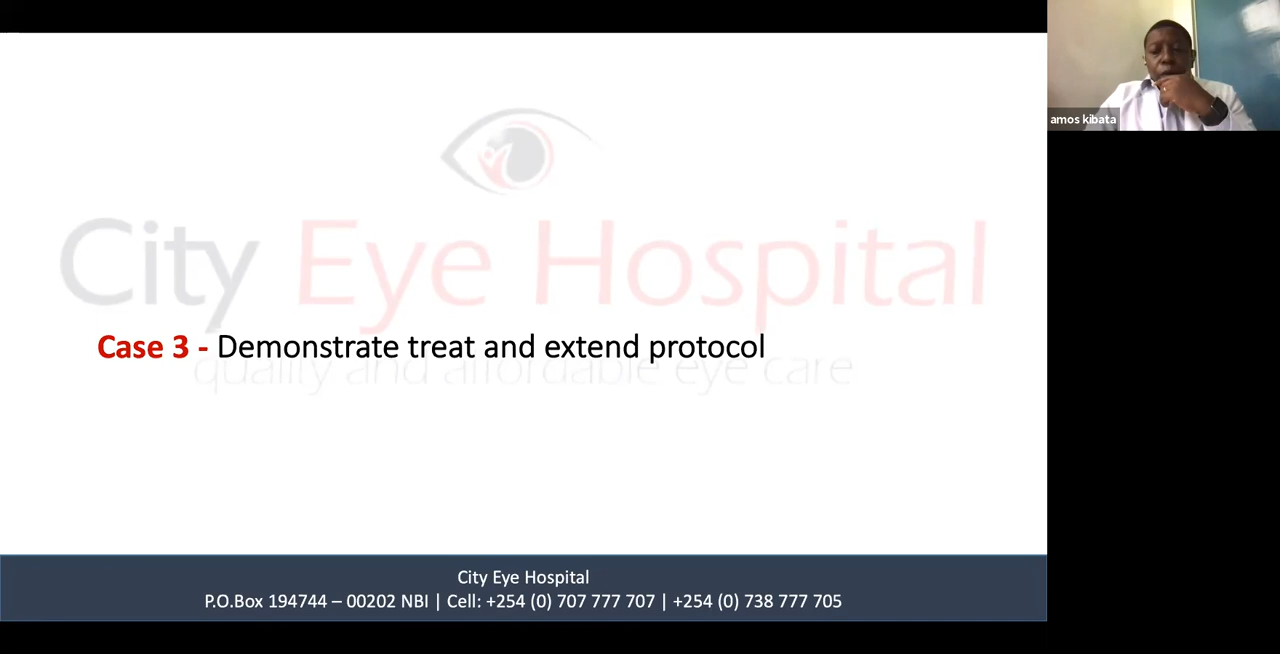 City Eye Hospital
Case 3 - Demonstrate treat and extend protocol
quality and affordable eye care
City Eye Hospital
P.O.Box 194744 – 00202 NBI | Cell: +254 (0) 707 777 707 | +254 (0) 738 777 705
amos kibata